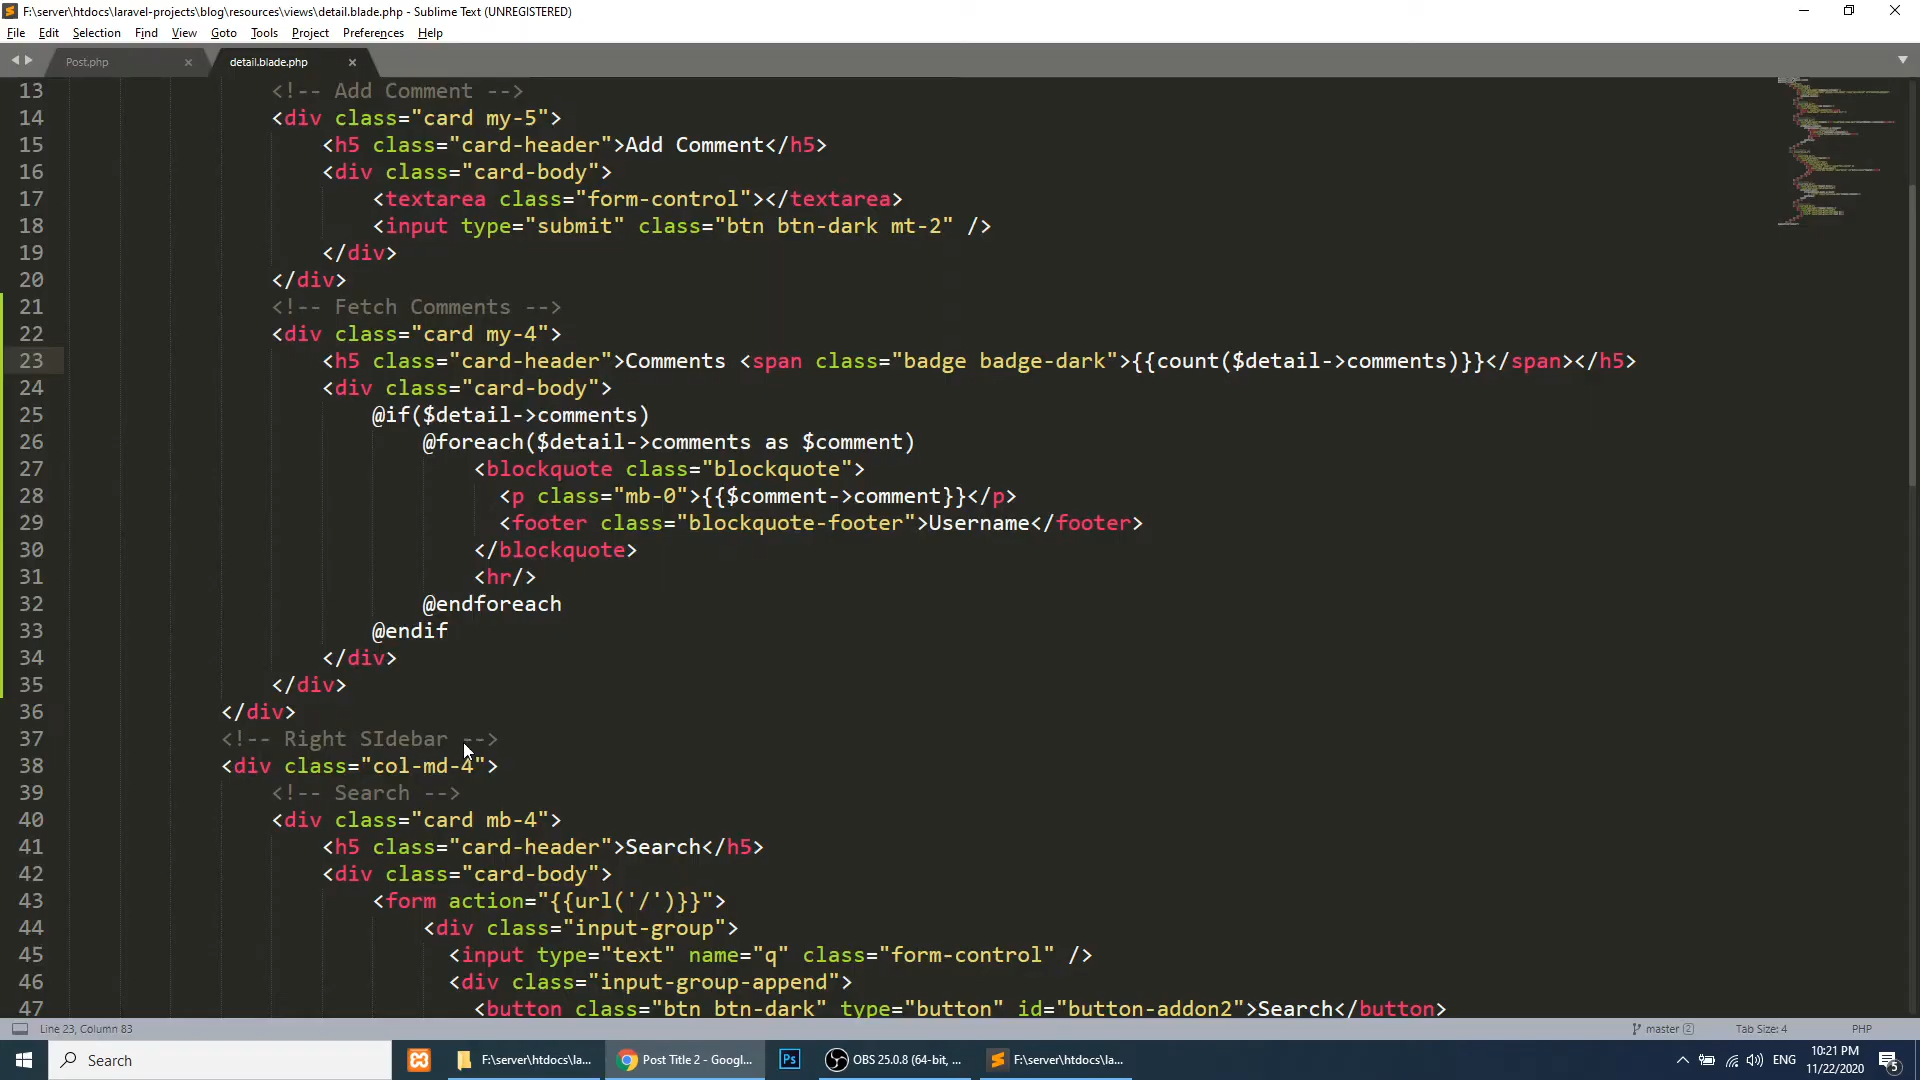 F:\server\htdocs\laravel-projects\blog\resources\views\detail.blade.php - Sublime Text (UNREGISTERED)
File Edit Selection Find View Goto Tools Project Preferences Help
Post.php × detail.blade.php ×
13 <!-- Add Comment -->
14 <div class="card my-5">
15 <h5 class="card-header">Add Comment</h5>
16 <div class="card-body">
17 <textarea class="form-control"></textarea>
18 <input type="submit" class="btn btn-dark mt-2" />
19 </div>
20 </div>
21 <!-- Fetch Comments -->
22 <div class="card my-4">
23 <h5 class="card-header">Comments <span class="badge badge-dark">{{count($detail->comments)}}</span></h5>
24 <div class="card-body">
25 @if($detail->comments)
26 @foreach($detail->comments as $comment)
27 <blockquote class="blockquote">
28 <p class="mb-0">{{$comment->comment}}</p>
29 <footer class="blockquote-footer">Username</footer>
30 </blockquote>
31 <hr/>
32 @endforeach
33 @endif
34 </div>
35 </div>
36 </div>
37 <!-- Right SIdebar -->
38 <div class="col-md-4">
39 <!-- Search -->
40 <div class="card mb-4">
41 <h5 class="card-header">Search</h5>
42 <div class="card-body">
43 <form action="{{url('/')}}">
44 <div class="input-group">
45 <input type="text" name="q" class="form-control" />
46 <div class="input-group-append">
47 <button class="btn btn-dark" type="button" id="button-addon2">Search</button>
Line 23, Column 83 master 2 Tab Size: 4 PHP
Search F:\server\htdocs\la... Post Title 2 - Googl... Ps OBS 25.0.8 (64-bit, ... F:\server\htdocs\la... ENG 10:21 PM
11/22/2020 5